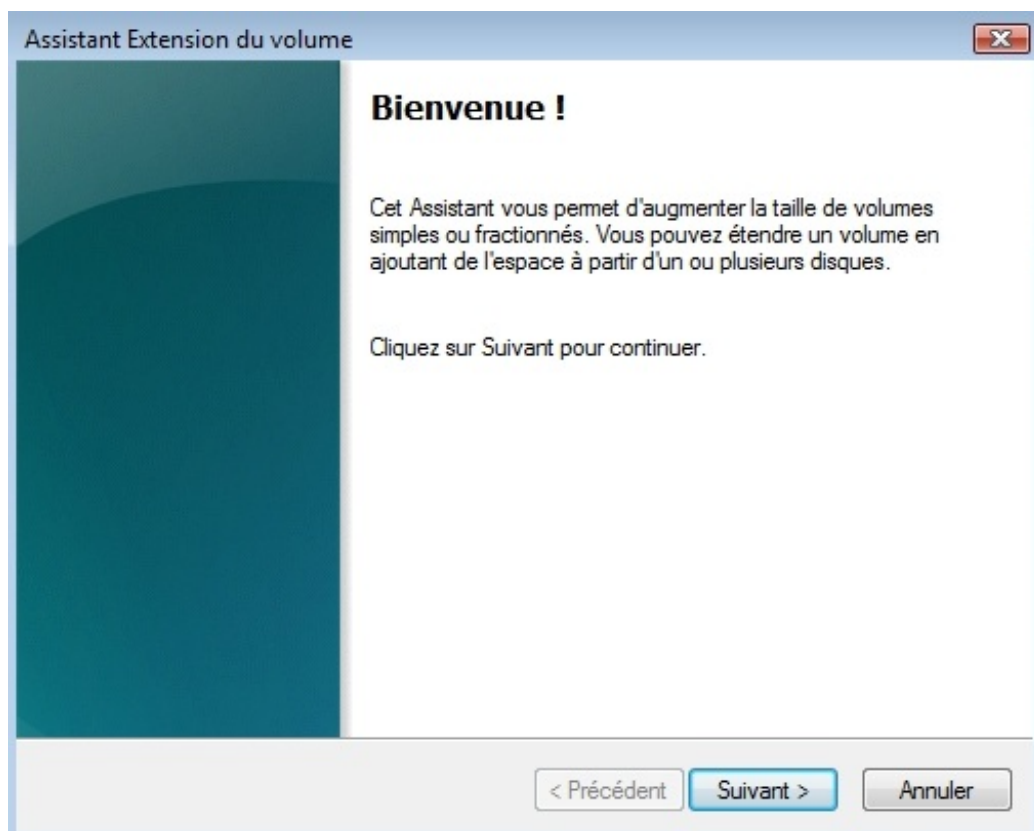 Assistant Extension du volume
Bienvenue !
Cet Assistant vous permet d'augmenter la taille de volumes
simples ou fractionnés. Vous pouvez étendre un volume en
ajoutant de l'espace à partir d'un ou plusieurs disques.
Cliquez sur Suivant pour continuer.
< Précédent Suivant > Annuler